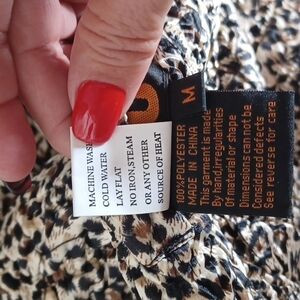 MACHINE WAS
COLD WATER
LAY FLAT
NO IRON,STEAM
OR ANY OTHER
SOURCE OF HEAT
M
100%POLYESTER
MADE IN CHINA
This garment is made
By hand,irregularities
Of material or shape
Dimensions can not be
Considered defects
Sea reverse for care